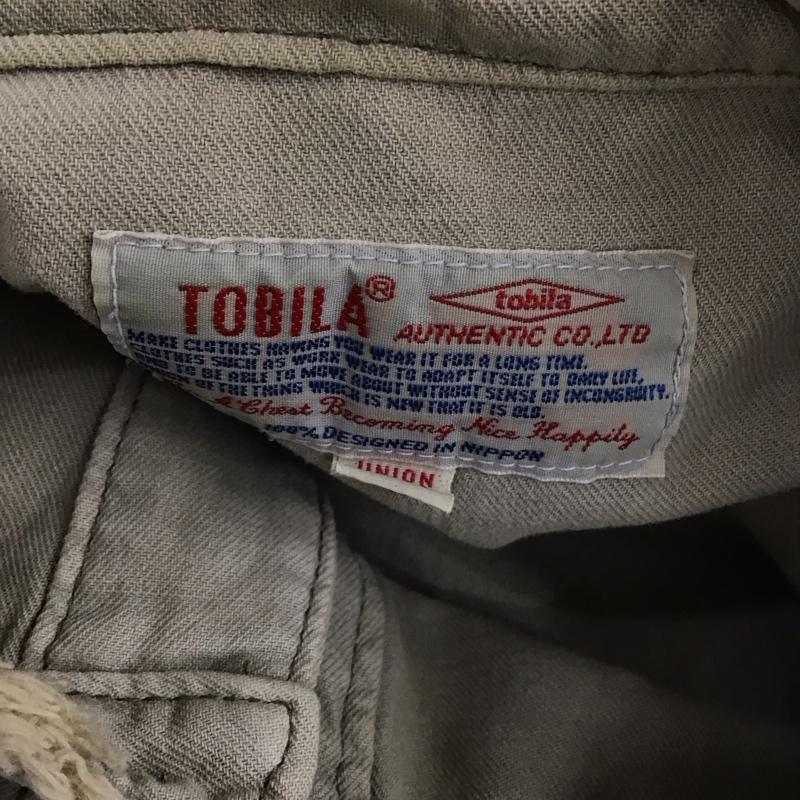 TOBILA®
tobila
AUTHENTIC CO.,LTD
MAKE CLOTHES HAVING YOU WEAR IT FOR A LONG TIME.
CLOTHES SUCH AS WORK WEAR TO ADAPT ITSELF TO DAILY LIFE,
TO BE ABLE TO MOVE ABOUT WITHOUT SENSE OF INCONGRUITY.
OF THE THING WHICH IS NEW THAT IT IS OLD.
A Chest Becoming Nice Happily
100% DESIGNED IN NIPPON
UNION